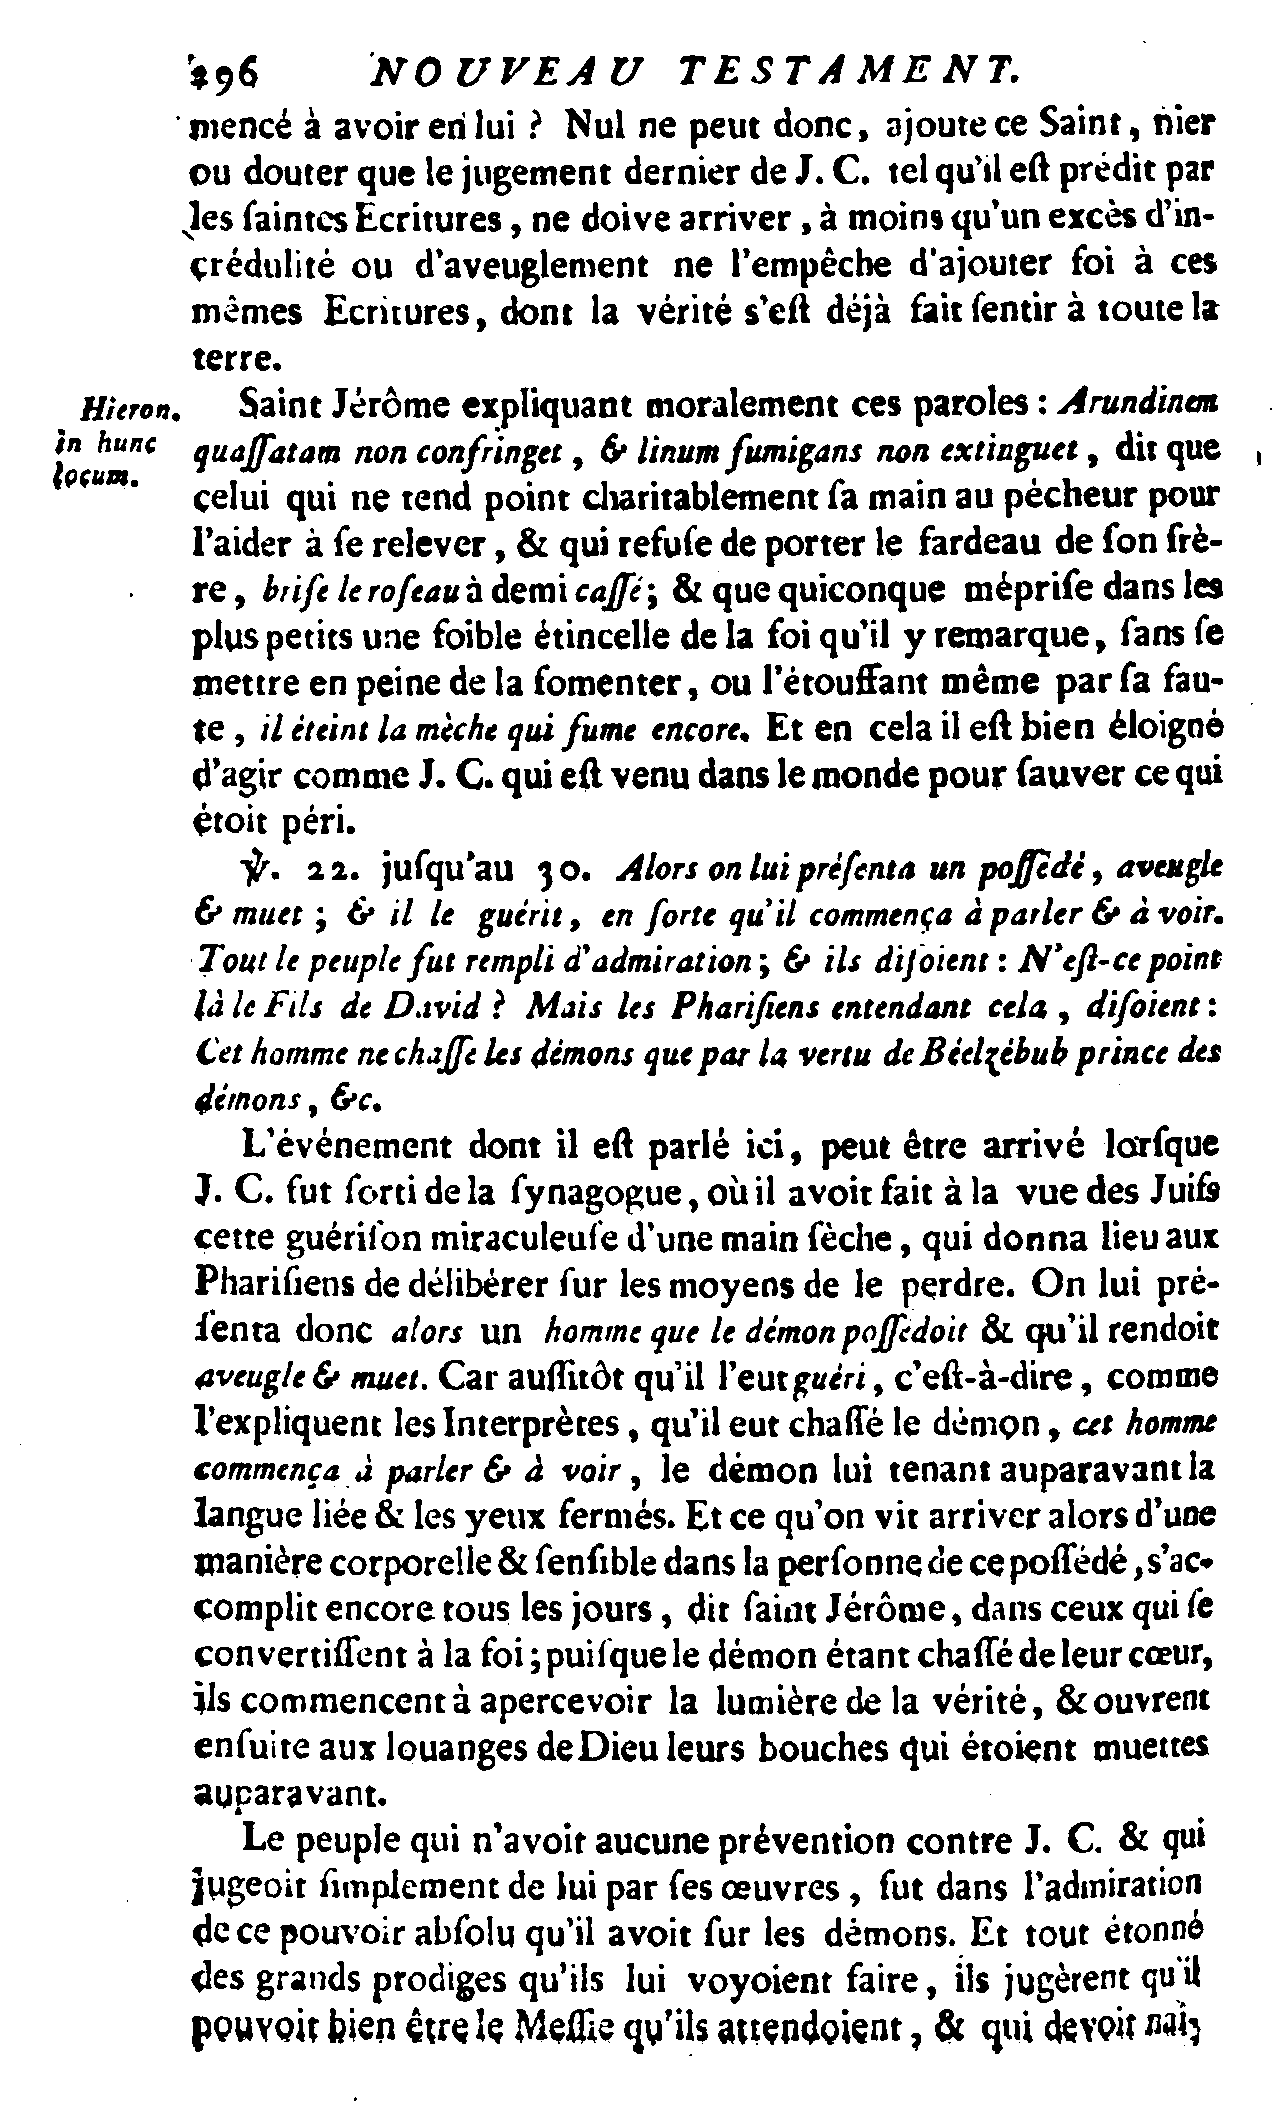 296 NOUVEAU TESTAMENT.
mencé à avoir en lui ? Nul ne peut donc, ajoute ce Saint, nier
ou douter que le jugement dernier de J. C. tel qu'il eſt prédit par
les ſaintes Ecritures, ne doive arriver, à moins qu'un excès d'in-
crédulité ou d'aveuglement ne l'empêche d'ajouter foi à ces
mêmes Ecritures, dont la vérité s'eſt déjà fait ſentir à toute la
terre.
Hieron. in hunc locum.
Saint Jérôme expliquant moralement ces paroles : Arundinem
quaſſatam non confringet, & linum fumigans non extinguet, dit que
celui qui ne tend point charitablement ſa main au pécheur pour
l'aider à ſe relever, & qui refuſe de porter le fardeau de ſon frè-
re, briſe le roſeau à demi caſſé; & que quiconque mépriſe dans les
plus petits une foible étincelle de la foi qu'il y remarque, ſans ſe
mettre en peine de la fomenter, ou l'étouffant même par ſa fau-
te, il éteint la mèche qui fume encore. Et en cela il eſt bien éloigné
d'agir comme J. C. qui eſt venu dans le monde pour ſauver ce qui
étoit péri.
℣. 22. juſqu'au 30. Alors on lui préſenta un poſſédé, aveugle
& muet ; & il le guérit, en ſorte qu'il commença à parler & à voir.
Tout le peuple fut rempli d'admiration ; & ils diſoient : N'eſt-ce point
là le Fils de David ? Mais les Phariſiens entendant cela, diſoient :
Cet homme ne chaſſe les démons que par la vertu de Béelzébub prince des
démons, &c.
L'événement dont il eſt parlé ici, peut être arrivé lorſque
J. C. fut ſorti de la ſynagogue, où il avoit fait à la vue des Juifs
cette guériſon miraculeuſe d'une main ſèche, qui donna lieu aux
Phariſiens de délibérer ſur les moyens de le perdre. On lui pré-
ſenta donc alors un homme que le démon poſſédoit & qu'il rendoit
aveugle & muet. Car auſſitôt qu'il l'eut guéri, c'eſt-à-dire, comme
l'expliquent les Interprètes, qu'il eut chaſſé le démon, cet homme
commença à parler & à voir, le démon lui tenant auparavant la
langue liée & les yeux fermés. Et ce qu'on vit arriver alors d'une
manière corporelle & ſenſible dans la perſonne de ce poſſédé, s'ac-
complit encore tous les jours, dit ſaint Jérôme, dans ceux qui ſe
convertiſſent à la foi ; puiſque le démon étant chaſſé de leur cœur,
ils commencent à apercevoir la lumière de la vérité, & ouvrent
enſuite aux louanges de Dieu leurs bouches qui étoient muettes
auparavant.
Le peuple qui n'avoit aucune prévention contre J. C. & qui
jugeoit ſimplement de lui par ſes œuvres, fut dans l'admiration
de ce pouvoir abſolu qu'il avoit ſur les démons. Et tout étonné
des grands prodiges qu'ils lui voyoient faire, ils jugèrent qu'il
pouvoit bien être le Meſſie qu'ils attendoient, & qui devoit naî-